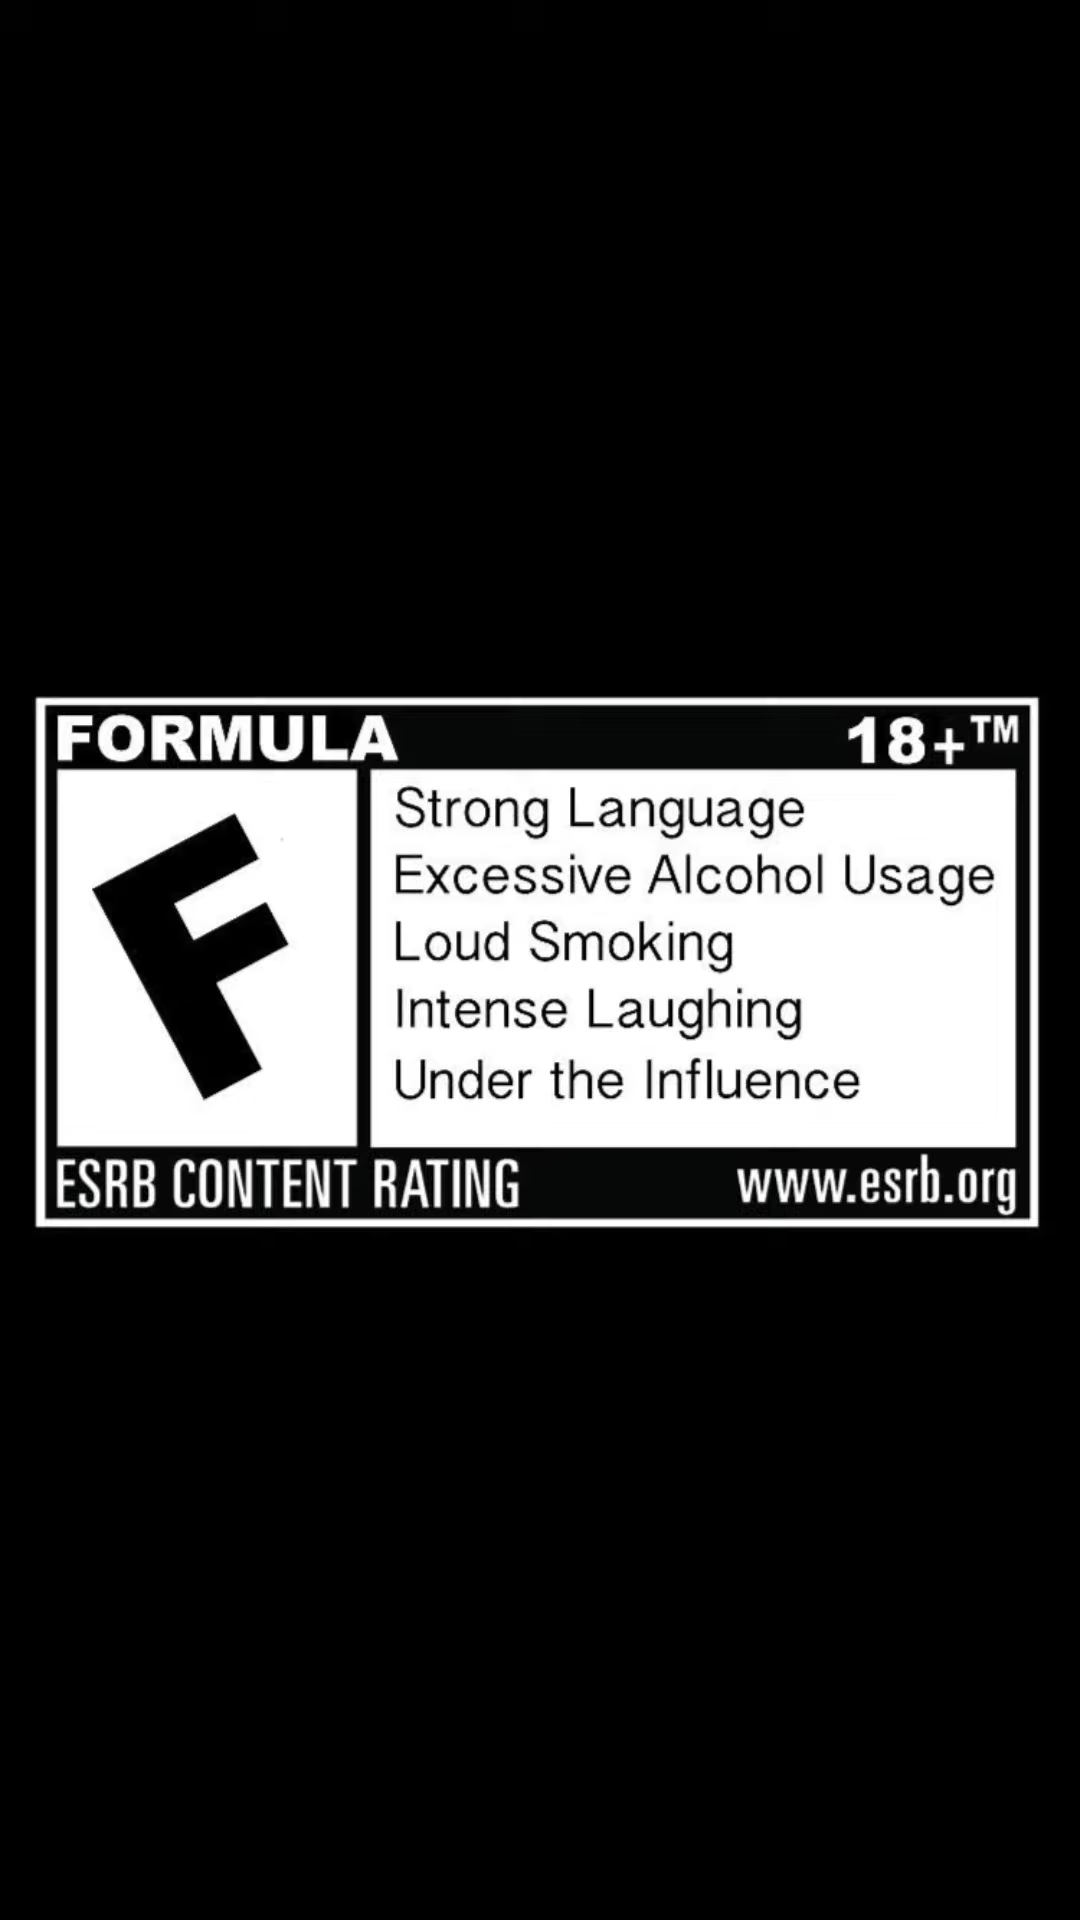 FORMULA 18+™
F
Strong Language
Excessive Alcohol Usage
Loud Smoking
Intense Laughing
Under the Influence
ESRB CONTENT RATING www.esrb.org